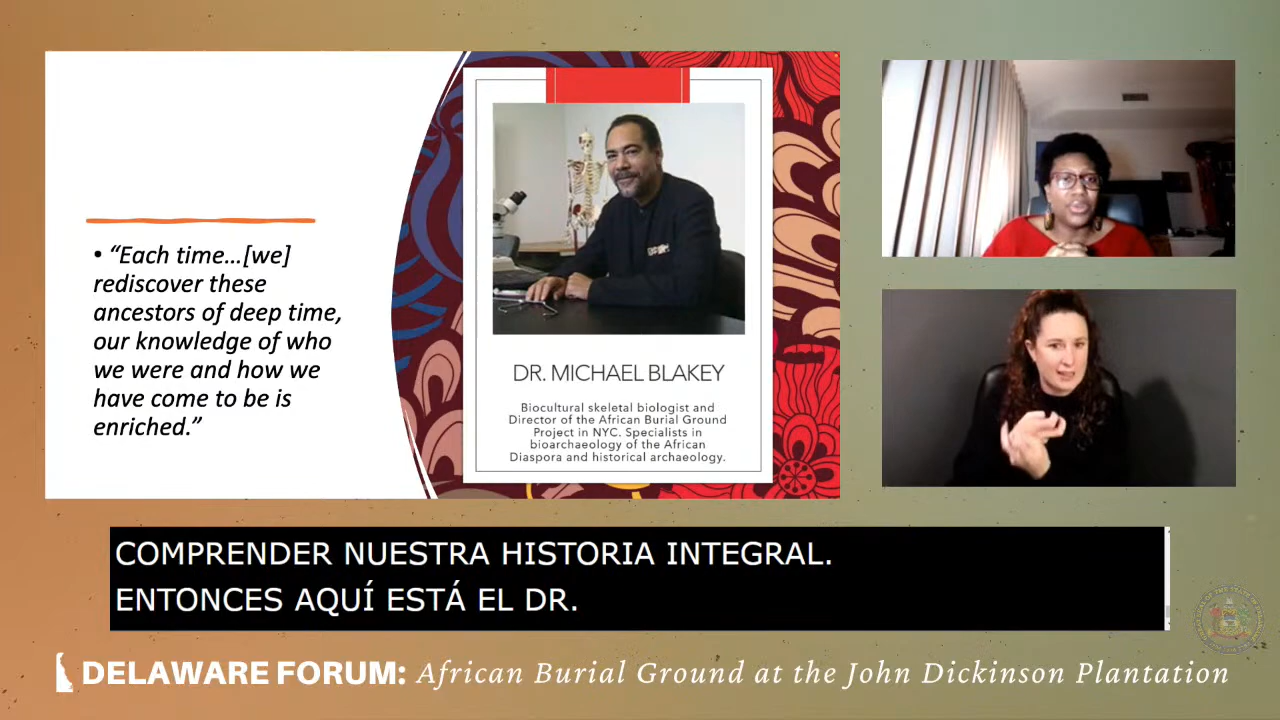 • “Each time...[we]
rediscover these
ancestors of deep time,
our knowledge of who
we were and how we
have come to be is
enriched.”
DR. MICHAEL BLAKEY
Biocultural skeletal biologist and
Director of the African Burial Ground
Project in NYC. Specialists in
bioarchaeology of the African
Diaspora and historical archaeology.
COMPRENDER NUESTRA HISTORIA INTEGRAL.
ENTONCES AQUÍ ESTÁ EL DR.
DELAWARE FORUM: African Burial Ground at the John Dickinson Plantation